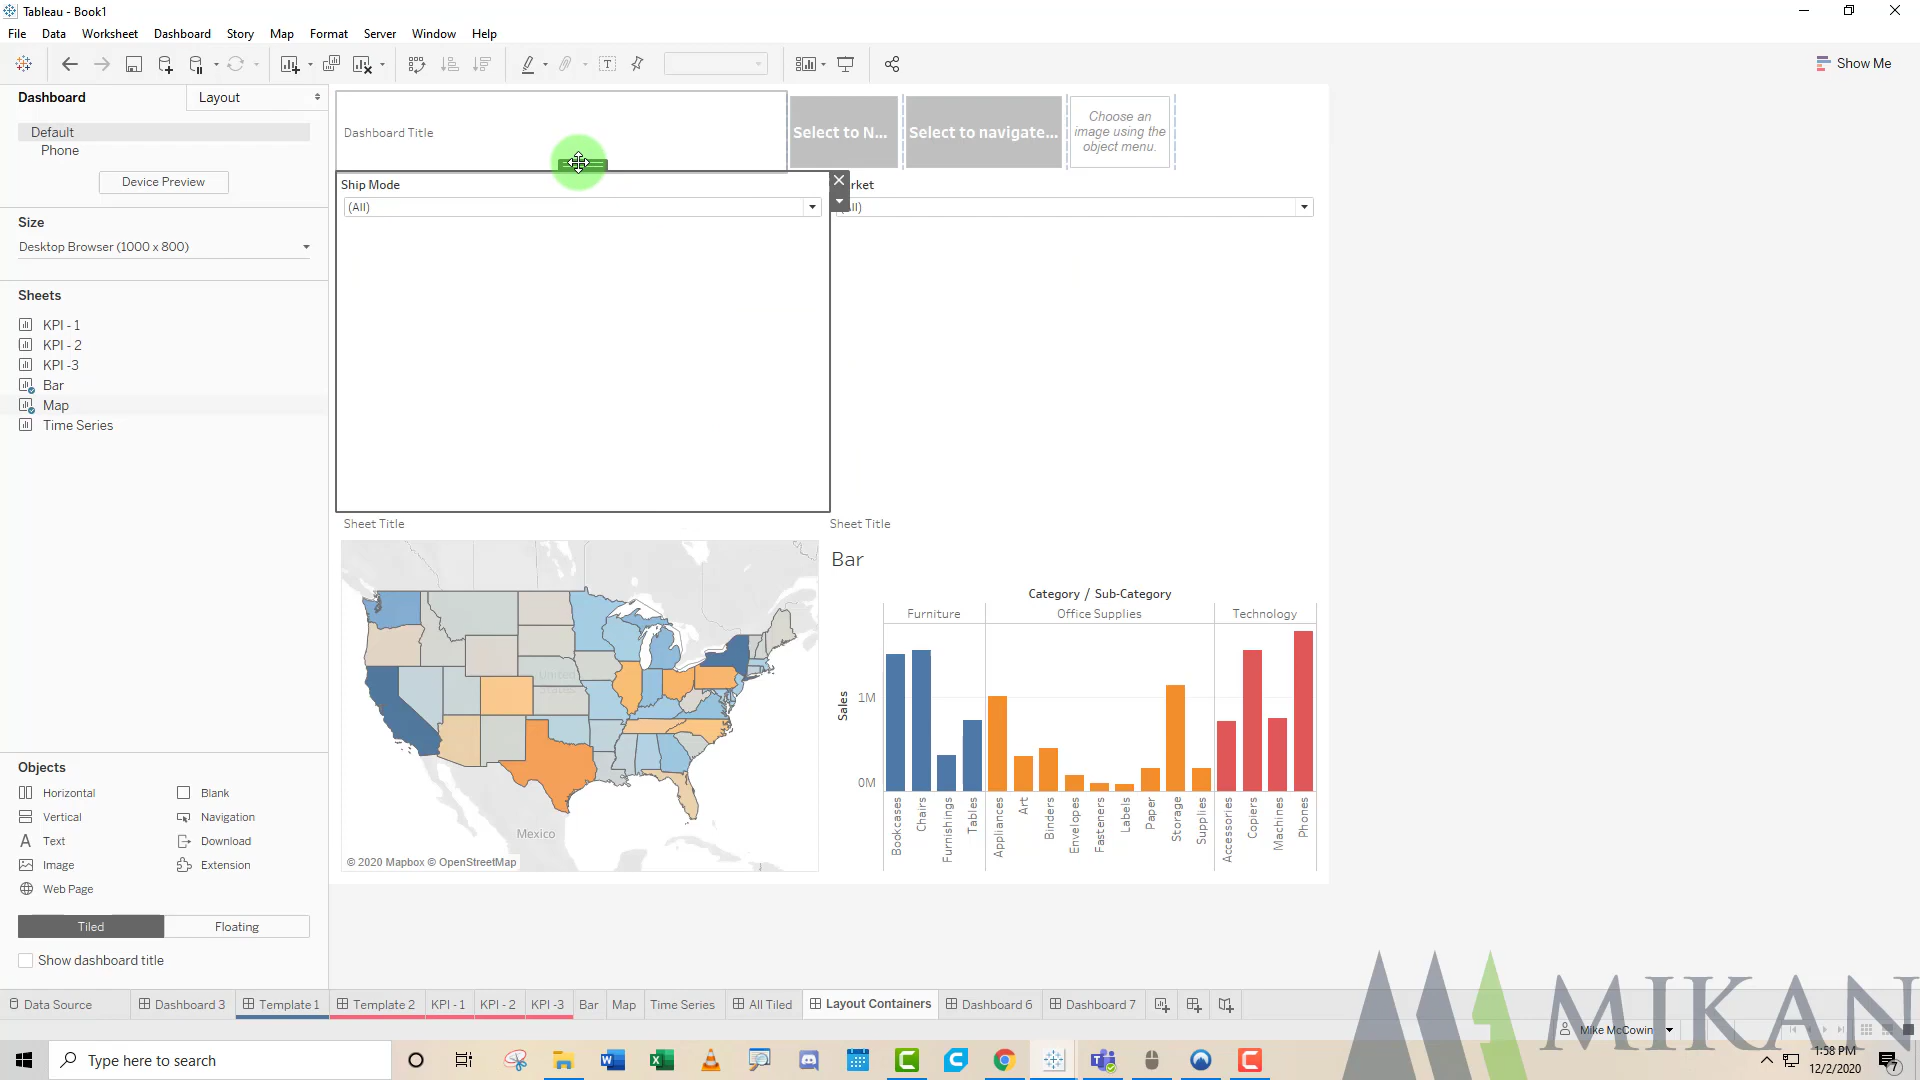 Tableau - Book1
File Data Worksheet Dashboard Story Map Format Server Window Help
Show Me
Dashboard Layout
Default
Phone
Device Preview
Size
Desktop Browser (1000 x 800)
Sheets
KPI - 1
KPI - 2
KPI -3
Bar
Map
Time Series
Objects
Horizontal Blank
Vertical Navigation
Text Download
Image Extension
Web Page
Tiled Floating
Show dashboard title
Dashboard Title
Select to N...
Select to navigate...
Choose an
image using the
object menu.
Ship Mode
(All)
Sheet Title
United
States
Mexico
© 2020 Mapbox © OpenStreetMap
Sheet Title
Bar
Category / Sub-Category
Furniture Office Supplies Technology
Sales
1M
0M
Bookcases
Chairs
Furnishings
Tables
Appliances
Art
Binders
Envelopes
Fasteners
Labels
Paper
Storage
Supplies
Accessories
Copiers
Machines
Phones
Data Source Dashboard 3 Template 1 Template 2 KPI - 1 KPI - 2 KPI -3 Bar Map Time Series All Tiled Layout Containers Dashboard 6 Dashboard 7
Mike McCowin
MIKAN
Type here to search
1:58 PM
12/2/2020
7